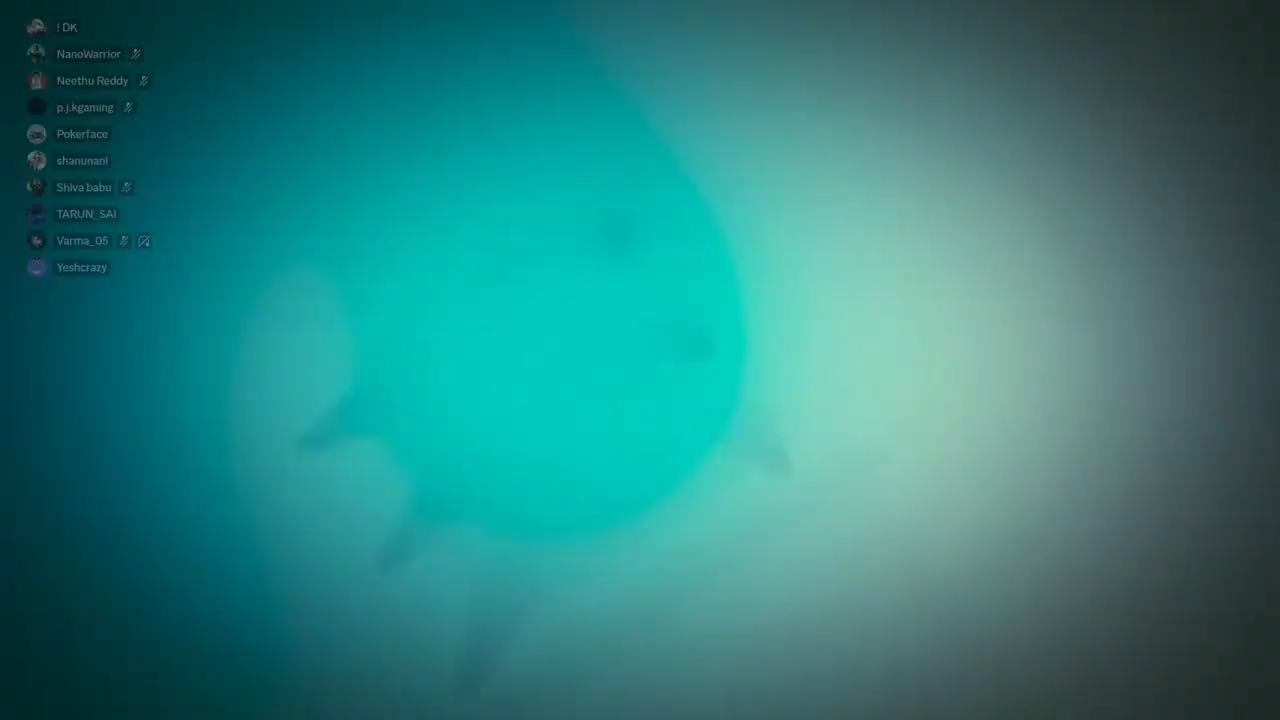 ! DK
NanoWarrior
Neethu Reddy
p.j.kgaming
Pokerface
shanunani
Shiva babu
TARUN_SAI
Varma_05
Yeshcrazy